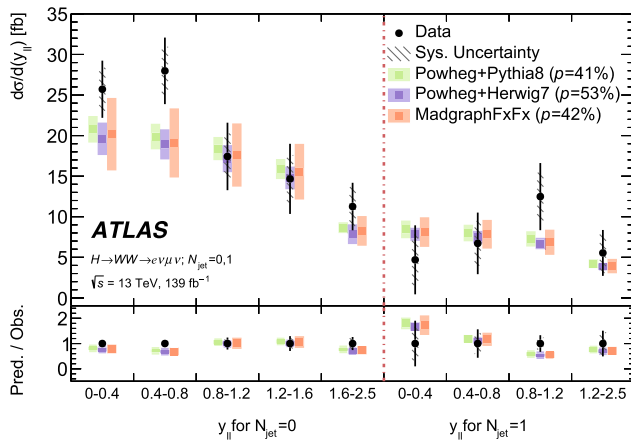 dσ/d(y_ll) [fb]
35
30
25
20
15
10
5
0
Data
Sys. Uncertainty
Powheg+Pythia8 (p=41%)
Powheg+Herwig7 (p=53%)
MadgraphFxFx (p=42%)
ATLAS
H→WW→eνμν; N_jet=0,1
√s = 13 TeV, 139 fb⁻¹
Pred. / Obs.
2
1
0
0-0.4 0.4-0.8 0.8-1.2 1.2-1.6 1.6-2.5 0-0.4 0.4-0.8 0.8-1.2 1.2-2.5
y_ll for N_jet=0 y_ll for N_jet=1